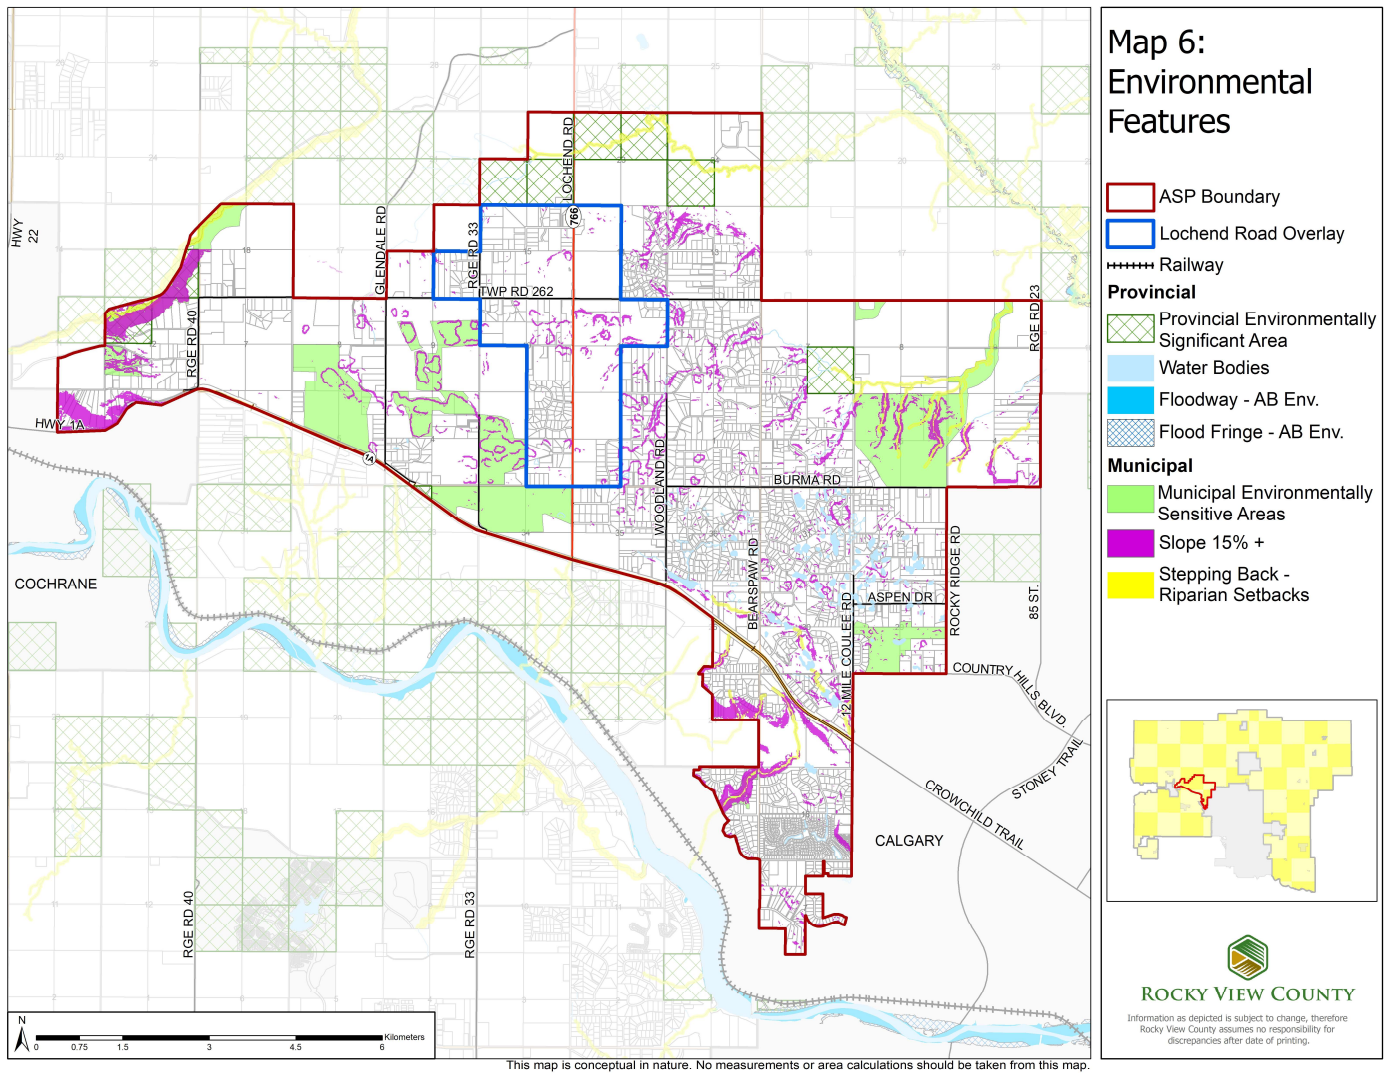 Map 6:
Environmental
Features
ASP Boundary
Lochend Road Overlay
Railway
Provincial
Provincial Environmentally
Significant Area
Water Bodies
Floodway - AB Env.
Flood Fringe - AB Env.
Municipal
Municipal Environmentally
Sensitive Areas
Slope 15% +
Stepping Back -
Riparian Setbacks
HWY
22
GLENDALE RD
RGE RD 33
LOCHEND RD
766
TWP RD 262
RGE RD 40
RGE RD 23
HWY 1A
1A
WOODLAND RD
BURMA RD
BEARSPAW RD
12 MILE COULEE RD
ASPEN DR
ROCKY RIDGE RD
85 ST.
COCHRANE
COUNTRY HILLS BLVD.
STONEY TRAIL
CROWCHILD TRAIL
CALGARY
RGE RD 40
RGE RD 33
N
0 0.75 1.5 3 4.5 6
Kilometers
ROCKY VIEW COUNTY
Information as depicted is subject to change, therefore
Rocky View County assumes no responsibility for
discrepancies after date of printing.
This map is conceptual in nature. No measurements or area calculations should be taken from this map.